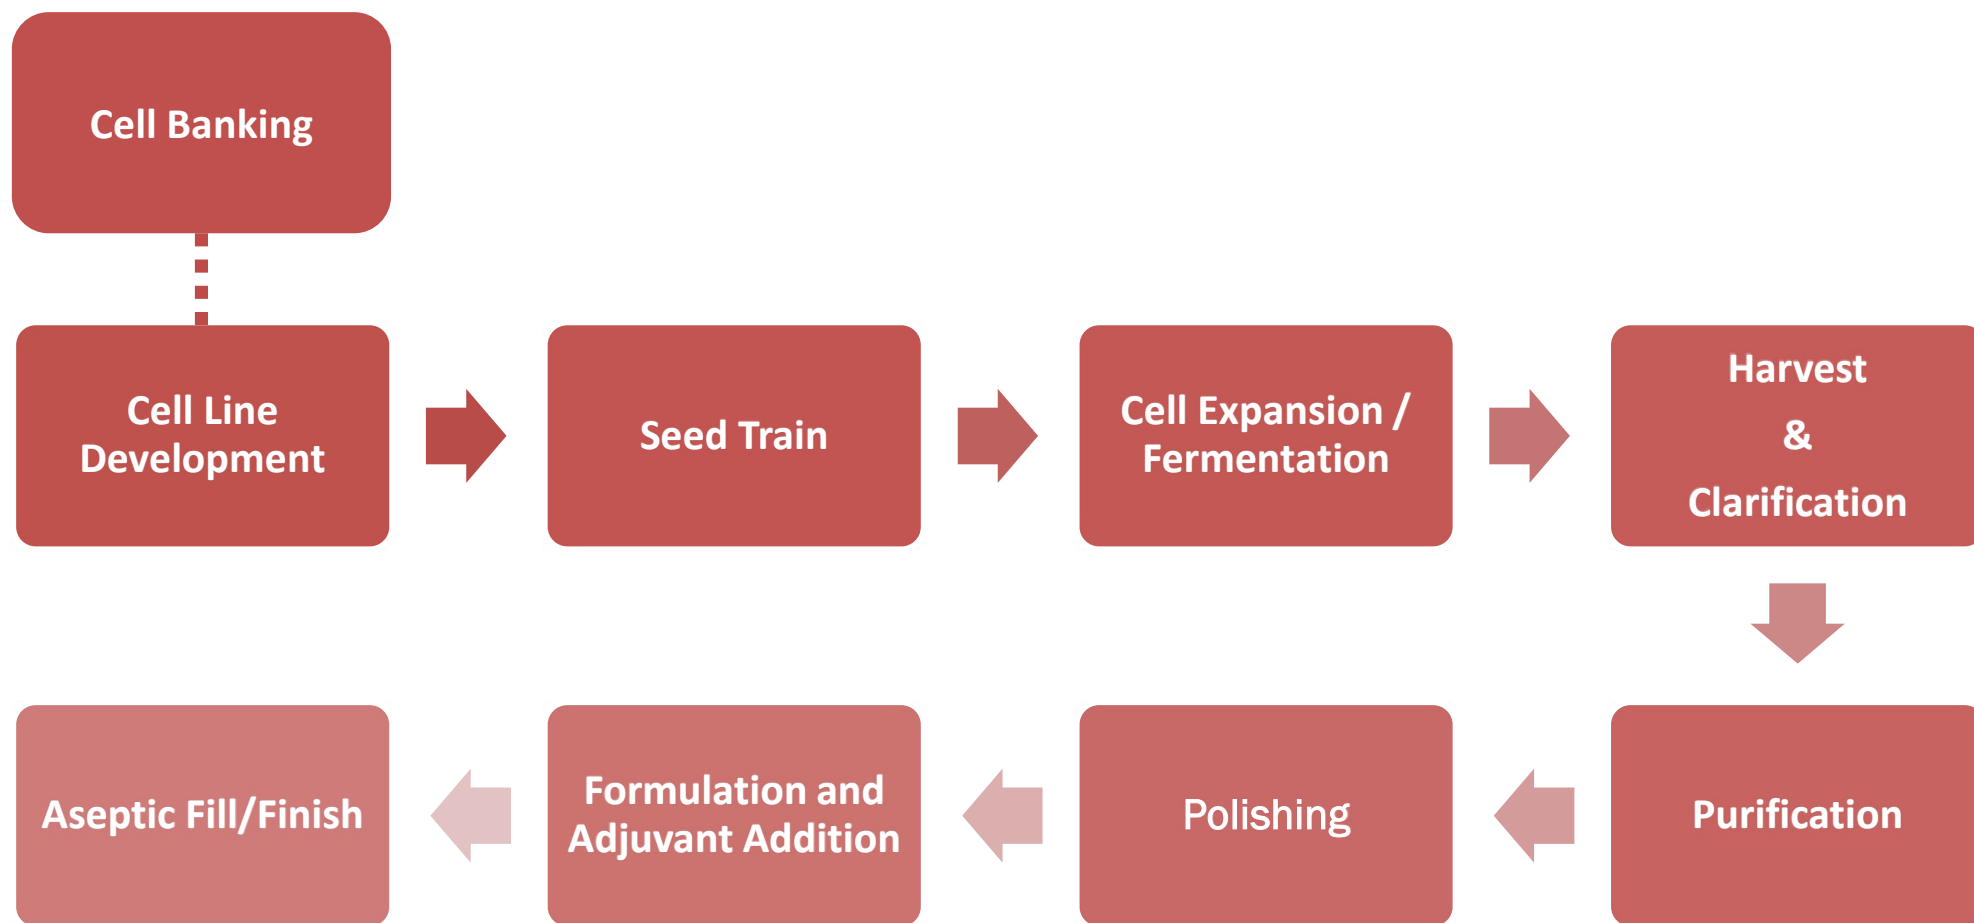 Cell Banking
Cell Line
Development
Seed Train
Cell Expansion /
Fermentation
Harvest
&
Clarification
Purification
Polishing
Formulation and
Adjuvant Addition
Aseptic Fill/Finish